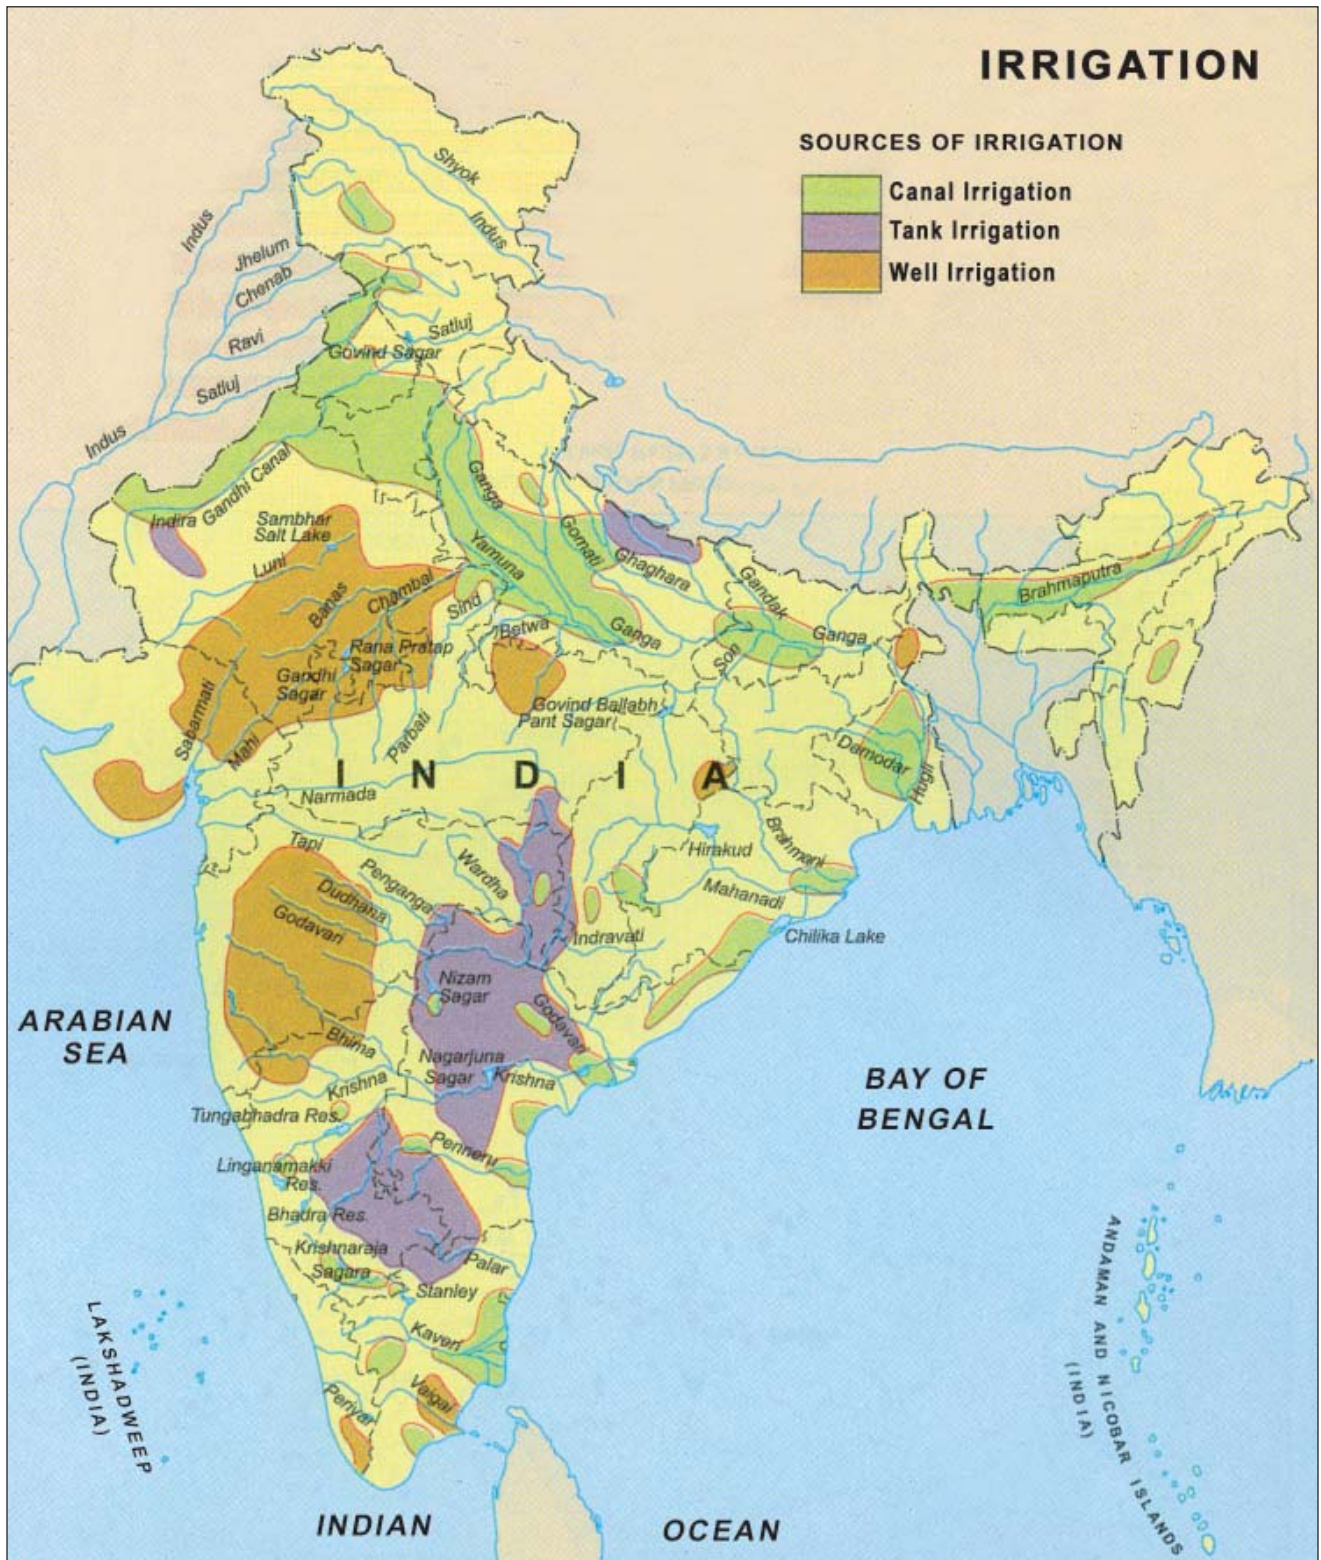 IRRIGATION
SOURCES OF IRRIGATION
Canal Irrigation
Tank Irrigation
Well Irrigation
Shyok
Indus
Indus
Jhelum
Chenab
Ravi
Satluj
Govind Sagar
Satluj
Indus
Indira Gandhi Canal
Ganga
Sambhar
Salt Lake
Luni
Yamuna
Gomati
Ghaghara
Gandak
Brahmaputra
Banas
Chambal
Sind
Betwa
Ganga
Son
Ganga
Rana Pratap
Sagar
Gandhi
Sagar
Sabarmati
Mahi
Parbati
Govind Ballabh
Pant Sagar
Damodar
Hugli
INDIA
Narmada
Tapi
Wardha
Penganga
Dudhana
Godavari
Hirakud
Brahmani
Mahanadi
Indravati
Chilika Lake
Nizam
Sagar
Godavari
ARABIAN
SEA
Bhima
Nagarjuna
Sagar
Krishna
Krishna
BAY OF
BENGAL
Tungabhadra Res.
Penneru
Linganamakki
Res.
Bhadra Res.
Krishnaraja
Sagara
Palar
Stanley
Kaveri
Vaigai
Periyar
LAKSHADWEEP
(INDIA)
ANDAMAN AND NICOBAR ISLANDS
(INDIA)
INDIAN OCEAN